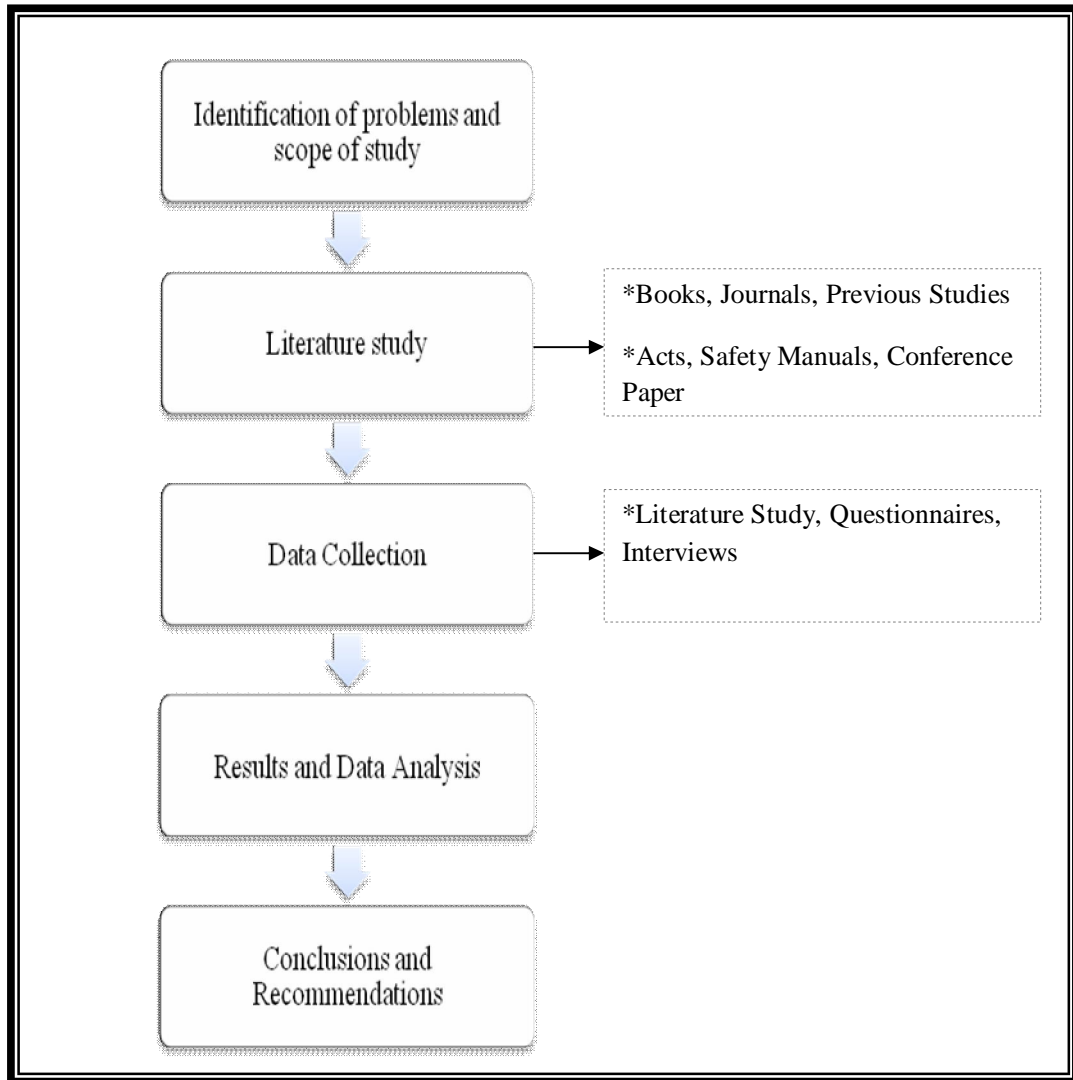 Identification of problems and
scope of study
Literature study
*Books, Journals, Previous Studies
*Acts, Safety Manuals, Conference
Paper
Data Collection
*Literature Study, Questionnaires,
Interviews
Results and Data Analysis
Conclusions and
Recommendations